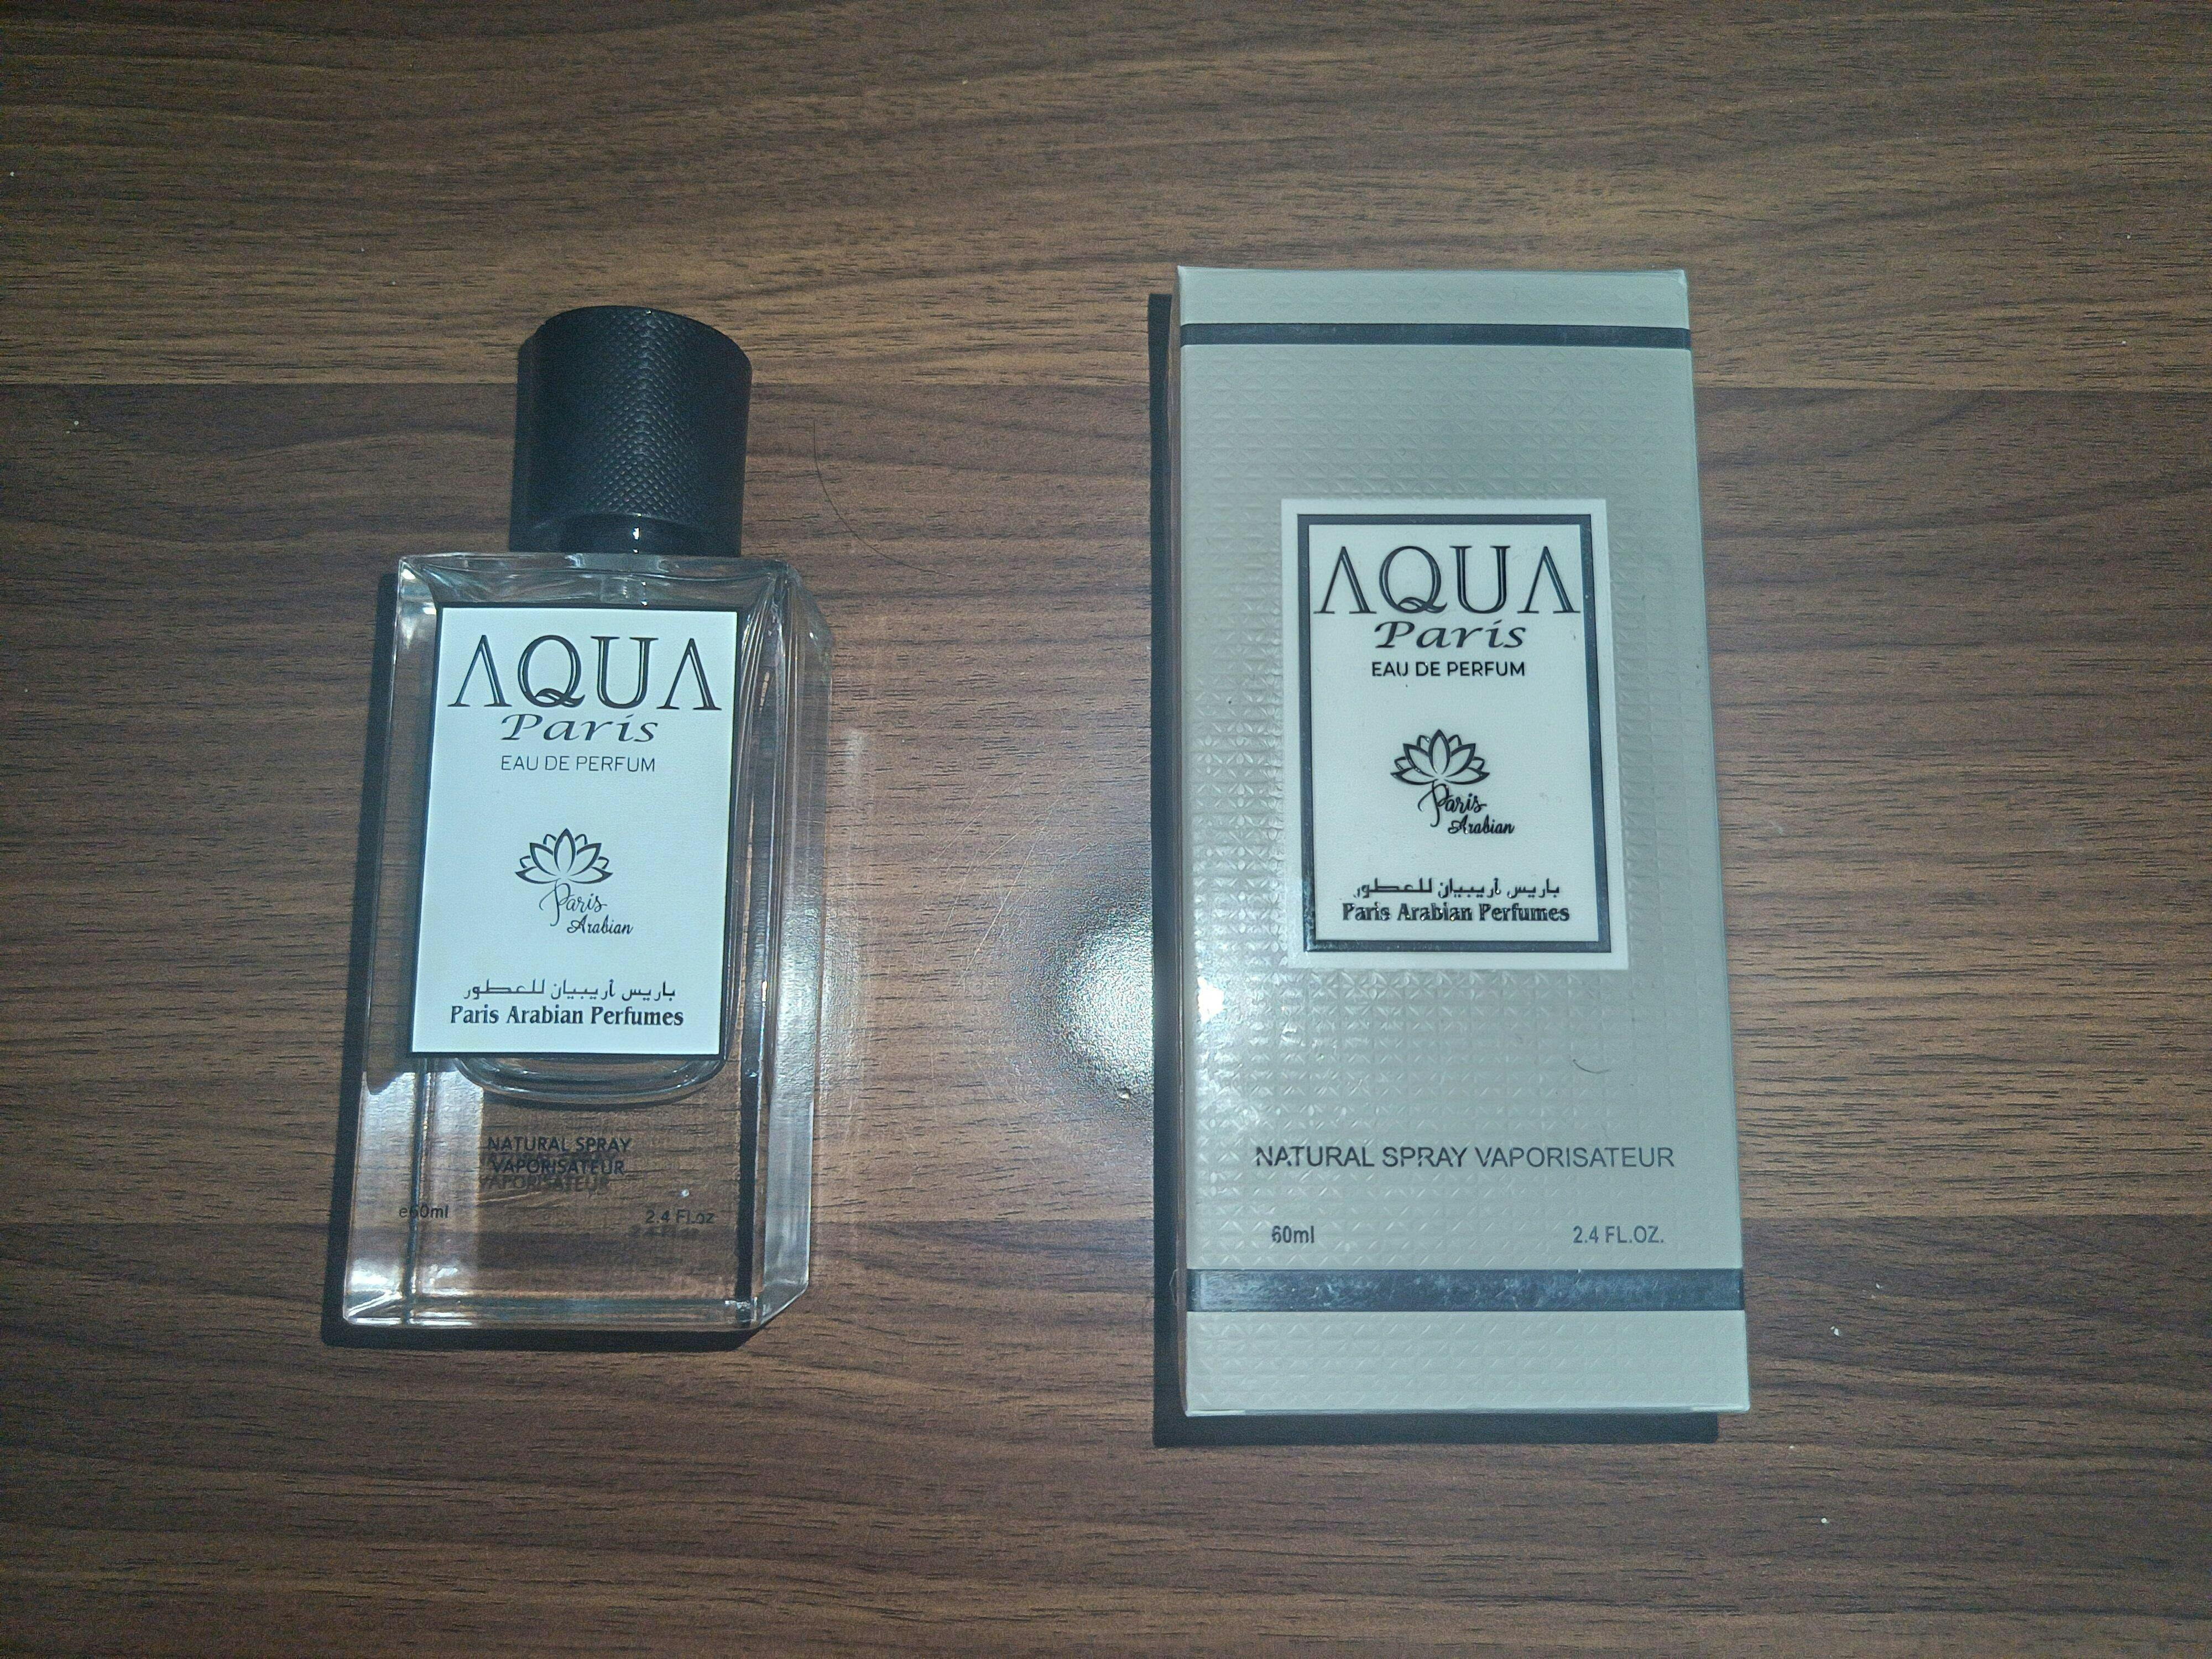 AQUA
Paris
EAU DE PERFUM
Paris
Arabian
باريس أريبيان للعطور
Paris Arabian Perfumes
NATURAL SPRAY
VAPORISATEUR
e60ml
2.4 Fl.oz
AQUA
Paris
EAU DE PERFUM
Paris
Arabian
باريس أريبيان للعطور
Paris Arabian Perfumes
NATURAL SPRAY VAPORISATEUR
60ml
2.4 FL.OZ.